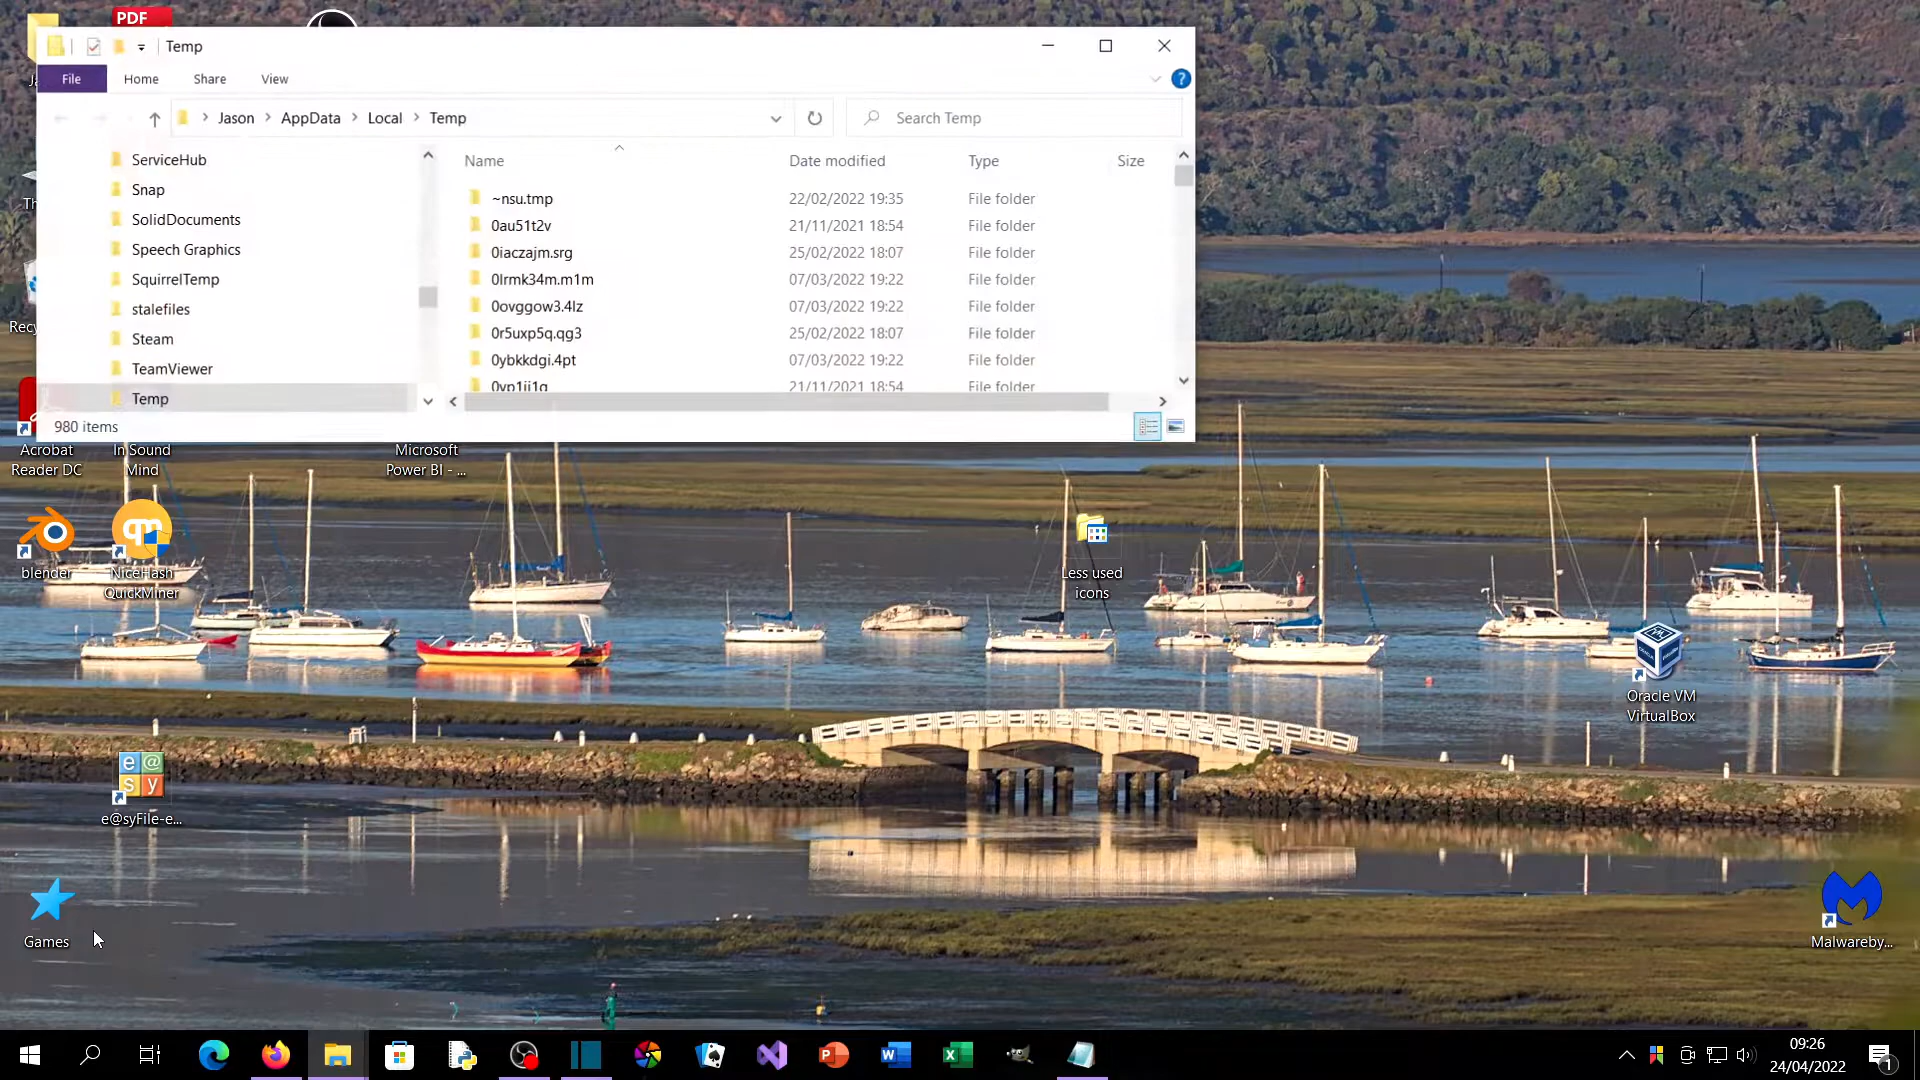 PDF
Temp
File Home Share View
Jason AppData Local Temp
Search Temp
Name Date modified Type Size
ServiceHub
Snap
SolidDocuments
Speech Graphics
SquirrelTemp
stalefiles
Steam
TeamViewer
Temp
~nsu.tmp 22/02/2022 19:35 File folder
0au51t2v 21/11/2021 18:54 File folder
0iaczajm.srg 25/02/2022 18:07 File folder
0lrmk34m.m1m 07/03/2022 19:22 File folder
0ovggow3.4lz 07/03/2022 19:22 File folder
0r5uxp5q.qg3 25/02/2022 18:07 File folder
0ybkkdgi.4pt 07/03/2022 19:22 File folder
21/11/2021 18:54 File folder
980 items
Acrobat
Reader DC
In Sound
Mind
Microsoft
Power BI - ...
blender
NiceHash
QuickMiner
Less used
icons
Oracle VM
VirtualBox
e@syFile-e...
Games
Malwareby...
09:26
24/04/2022
1